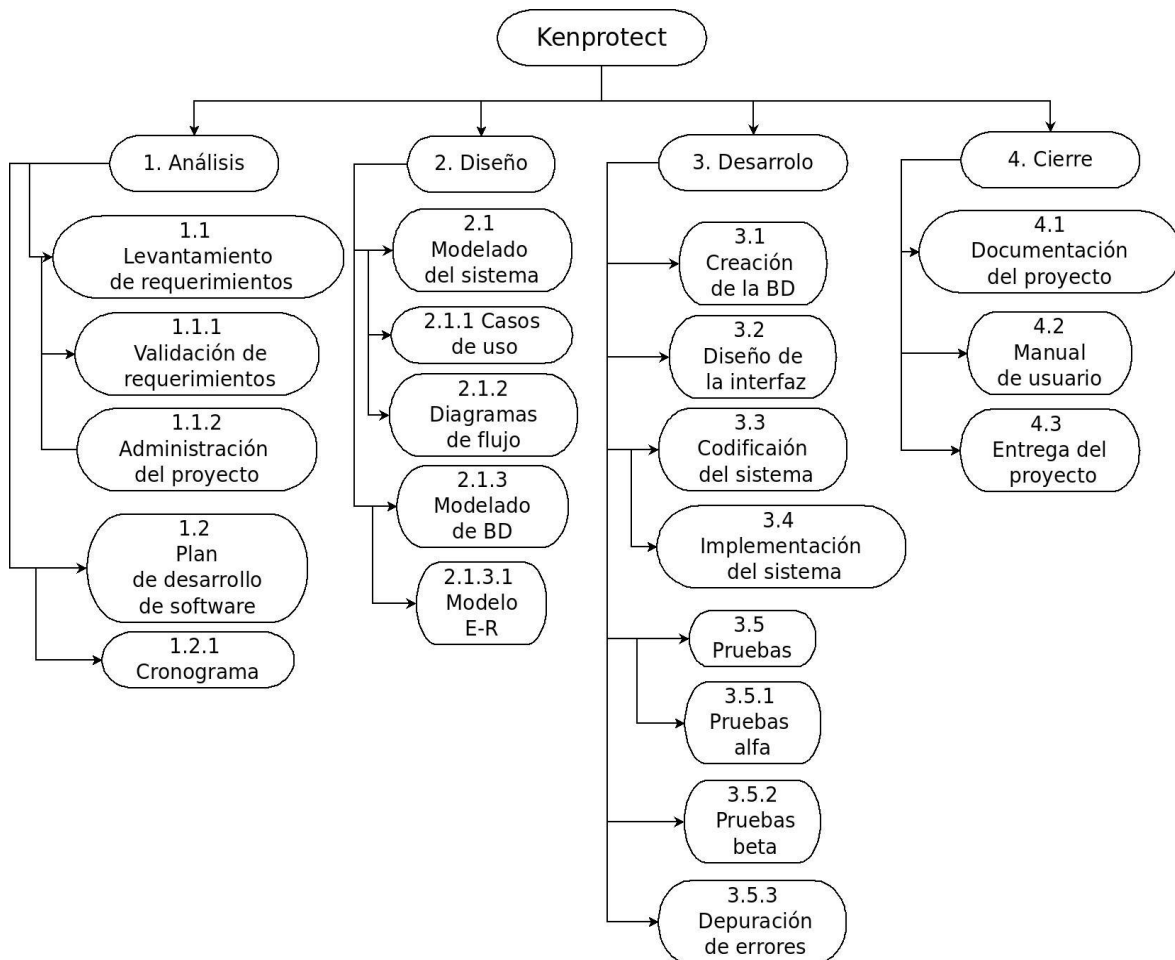 Kenprotect
1. Análisis
1.1
Levantamiento
de requerimientos
1.1.1
Validación de
requerimientos
1.1.2
Administración
del proyecto
1.2
Plan
de desarrollo
de software
1.2.1
Cronograma
2. Diseño
2.1
Modelado
del sistema
2.1.1 Casos
de uso
2.1.2
Diagramas
de flujo
2.1.3
Modelado
de BD
2.1.3.1
Modelo
E-R
3. Desarrolo
3.1
Creación
de la BD
3.2
Diseño de
la interfaz
3.3
Codificaión
del sistema
3.4
Implementación
del sistema
3.5
Pruebas
3.5.1
Pruebas
alfa
3.5.2
Pruebas
beta
3.5.3
Depuración
de errores
4. Cierre
4.1
Documentación
del proyecto
4.2
Manual
de usuario
4.3
Entrega del
proyecto